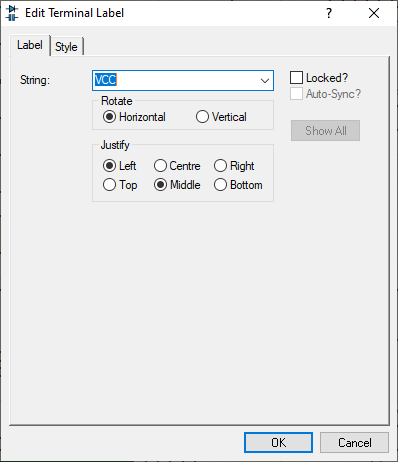 Edit Terminal Label ?
Label Style
String: VCC Locked?
Auto-Sync?
Rotate
Horizontal Vertical
Show All
Justify
Left Centre Right
Top Middle Bottom
OK Cancel